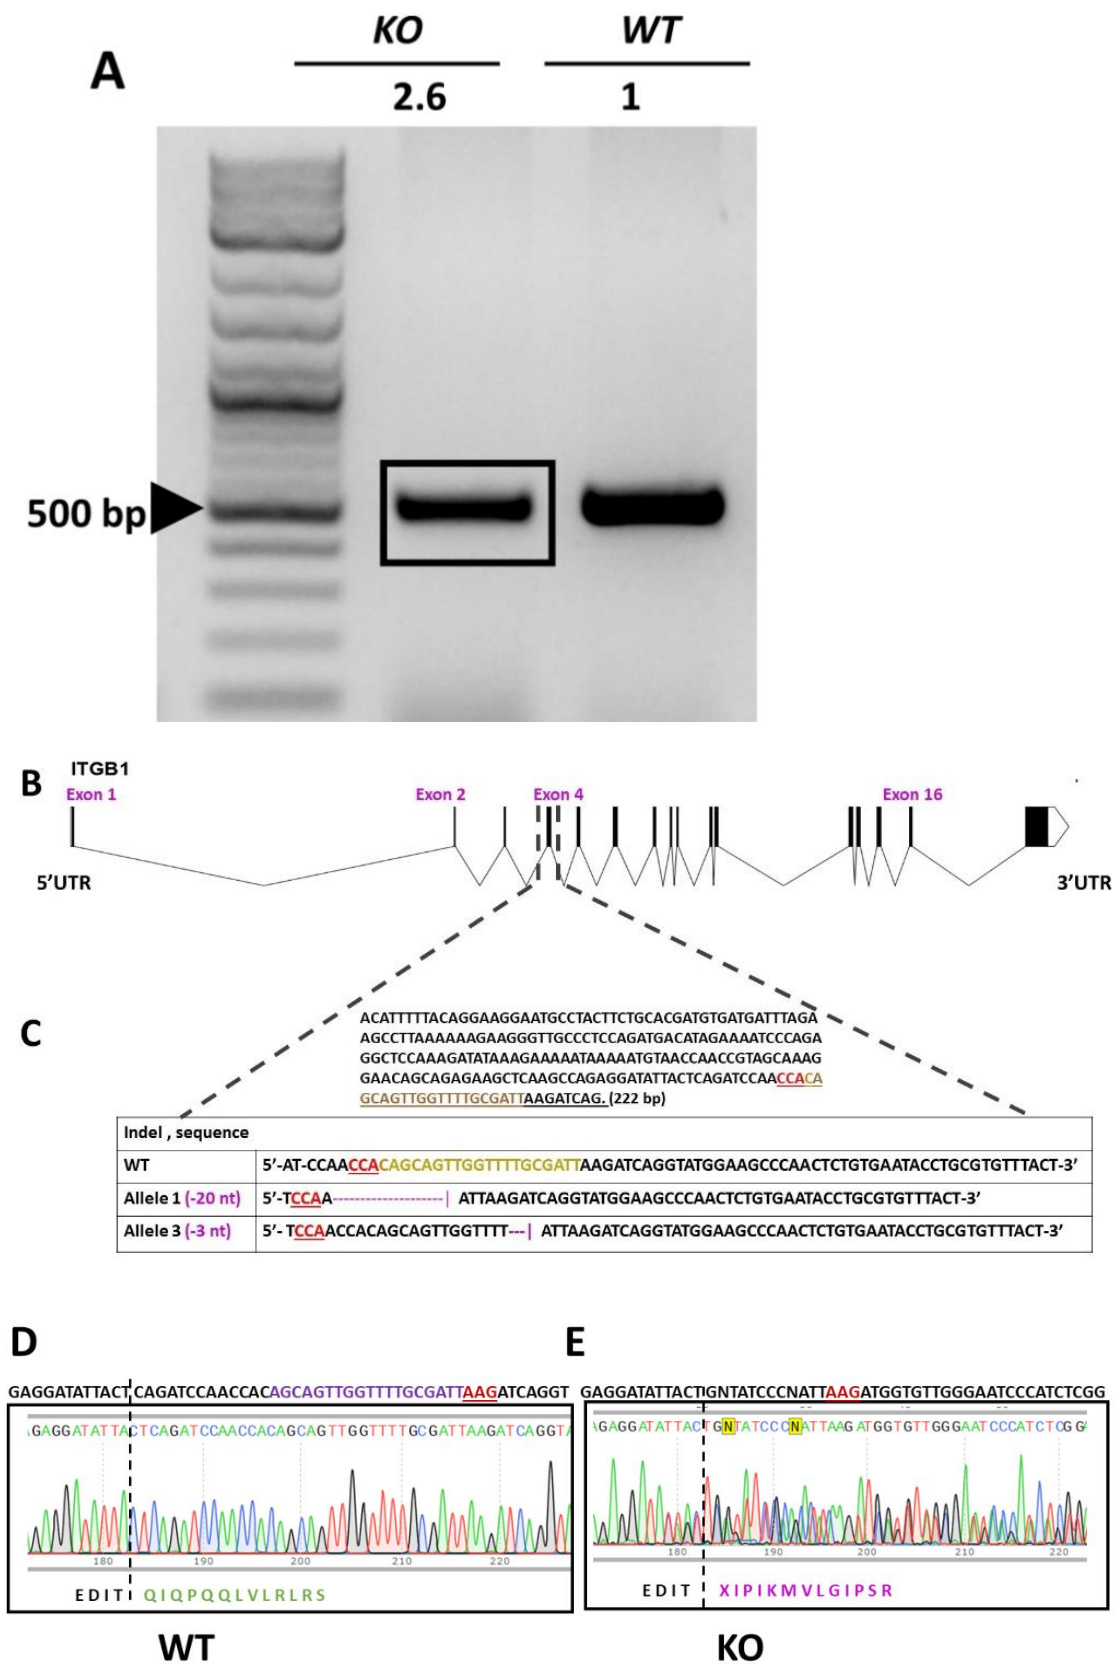 KO WT
A
2.6 1
500 bp
B
ITGB1
Exon 1 Exon 2 Exon 4 Exon 16
5'UTR 3'UTR
C
ACATTTTTACAGGAAGGAATGCCTACTTCTGCACGATGTGATGATTTAGA
AGCCTTAAAAAAGAAGGGTTGCCCTCCAGATGACATAGAAAATCCCAGA
GGCTCCAAAGATATAAAGAAAAATAAAAATGTAACCAACCGTAGCAAAG
GAACAGCAGAGAAGCTCAAGCCAGAGGATATTACTCAGATCCAACCACA
GCAGTTGGTTTTGCGATTAAGATCAG. (222 bp)
Indel , sequence
WT 5'-AT-CCAACCACAGCAGTTGGTTTTGCGATTAAGATCAGGTATGGAAGCCCAACTCTGTGAATACCTGCGTGTTTACT-3'
Allele 1 (-20 nt) 5'-TCCAA--------------------| ATTAAGATCAGGTATGGAAGCCCAACTCTGTGAATACCTGCGTGTTTACT-3'
Allele 3 (-3 nt) 5'- TCCAACCACAGCAGTTGGTTTT---| ATTAAGATCAGGTATGGAAGCCCAACTCTGTGAATACCTGCGTGTTTACT-3'
D
GAGGATATTACTCAGATCCAACCACAGCAGTTGGTTTTGCGATTAAGATCAGGT
GAGGATATTACTCAGATCCAACCACAGCAGTTGGTTTTGCGATTAAGATCAGGTA
180 190 200 210 220
EDIT QIQPQQLVLRLRS
WT
E
GAGGATATTACTIGNTATCCCNATTAAGATGGTGTTGGGAATCCCATCTCGG
AGAGGATATTACTGNTATCCCNATTAAGATGGTGTTGGGAATCCCATCTCGGA
180 190 200 210 220
EDIT XIPIKMVLGIPSR
KO